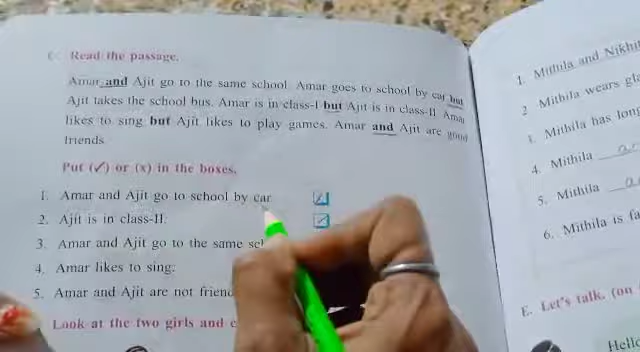 C. Read the passage.
Amar and Ajit go to the same school. Amar goes to school by car but
Ajit takes the school bus. Amar is in class-I but Ajit is in class-II. Amar
likes to sing but Ajit likes to play games. Amar and Ajit are good
friends.
Put (✓) or (x) in the boxes.
1. Amar and Ajit go to school by car
2. Ajit is in class-II.
3. Amar and Ajit go to the same
4. Amar likes to sing.
5. Amar and Ajit are not
Look at the two girls and
1. Mithila and Nikhi
2. Mithila wears
3. Mithila has long
4. Mithila
5. Mithila
6. Mithila is
E. Let's talk. (on
Hello